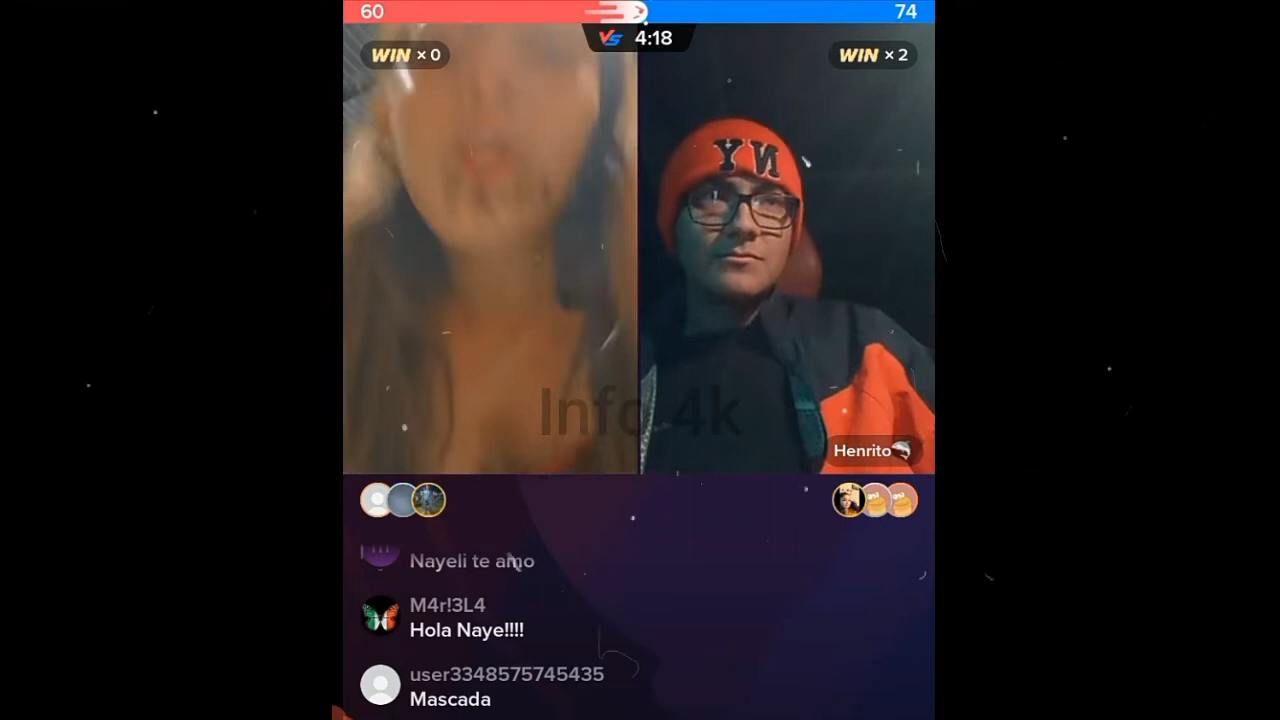 60
74
VS 4:18
WIN × 0
WIN × 2
YN
Info 4k
Henrito
Nayeli te amo
M4r!3L4
Hola Naye!!!!
user3348575745435
Mascada